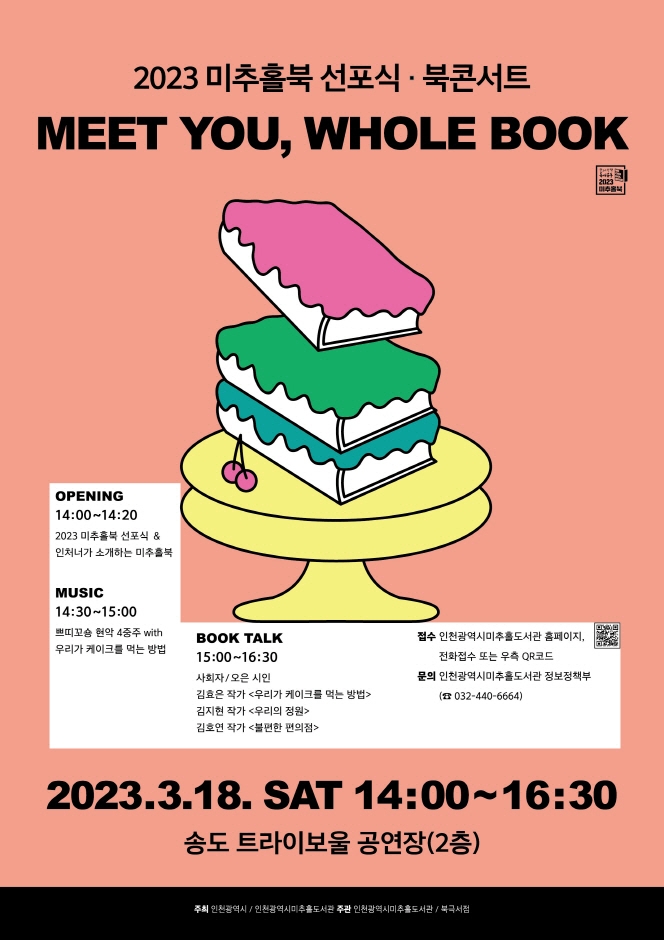 2023 미추홀북 선포식 · 북콘서트
MEET YOU, WHOLE BOOK
2023
미추홀북
OPENING
14:00~14:20
2023 미추홀북 선포식 &
인처너가 소개하는 미추홀북
MUSIC
14:30~15:00
쁘띠꼬숑 현악 4중주 with
우리가 케이크를 먹는 방법
BOOK TALK
15:00~16:30
사회자/오은 시인
김효은 작가 <우리가 케이크를 먹는 방법>
김지현 작가 <우리의 정원>
김호연 작가 <불편한 편의점>
접수 인천광역시미추홀도서관 홈페이지,
전화접수 또는 우측 QR코드
문의 인천광역시미추홀도서관 정보정책부
(☎ 032-440-6664)
2023.3.18. SAT 14:00~16:30
송도 트라이보울 공연장(2층)
주최 인천광역시 / 인천광역시미추홀도서관 주관 인천광역시미추홀도서관 / 북극서점